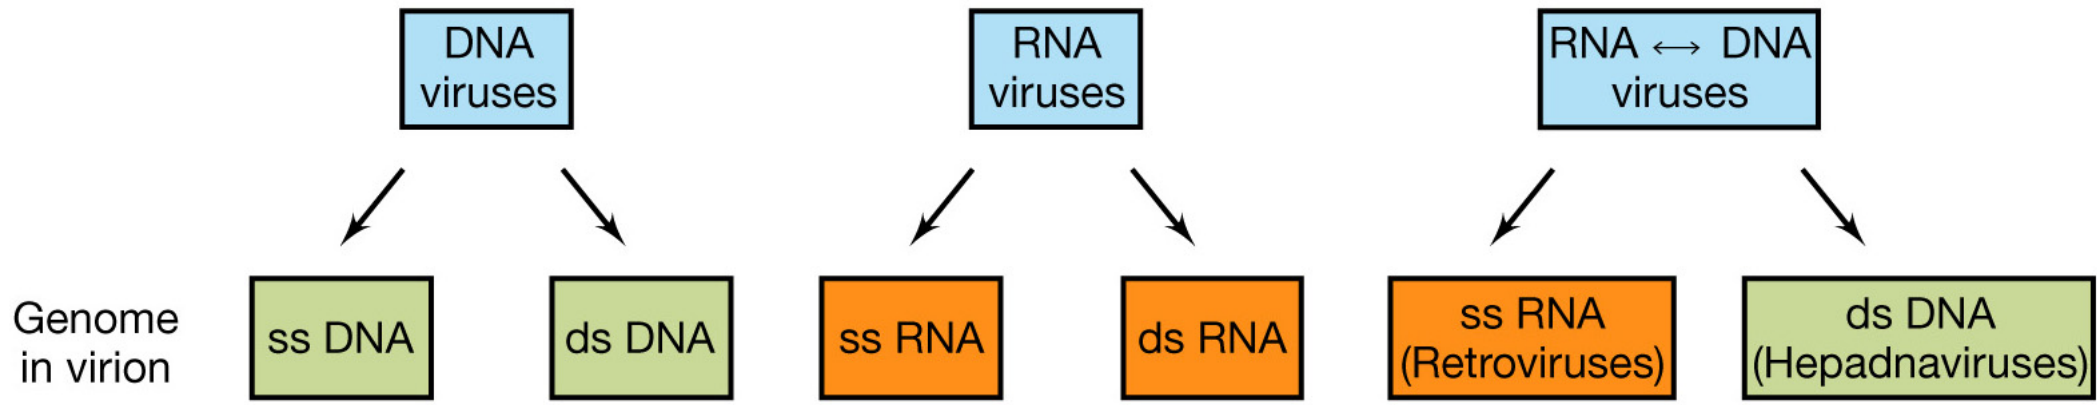 DNA
viruses
RNA
viruses
RNA ↔ DNA
viruses
Genome
in virion
ss DNA
ds DNA
ss RNA
ds RNA
ss RNA
(Retroviruses)
ds DNA
(Hepadnaviruses)